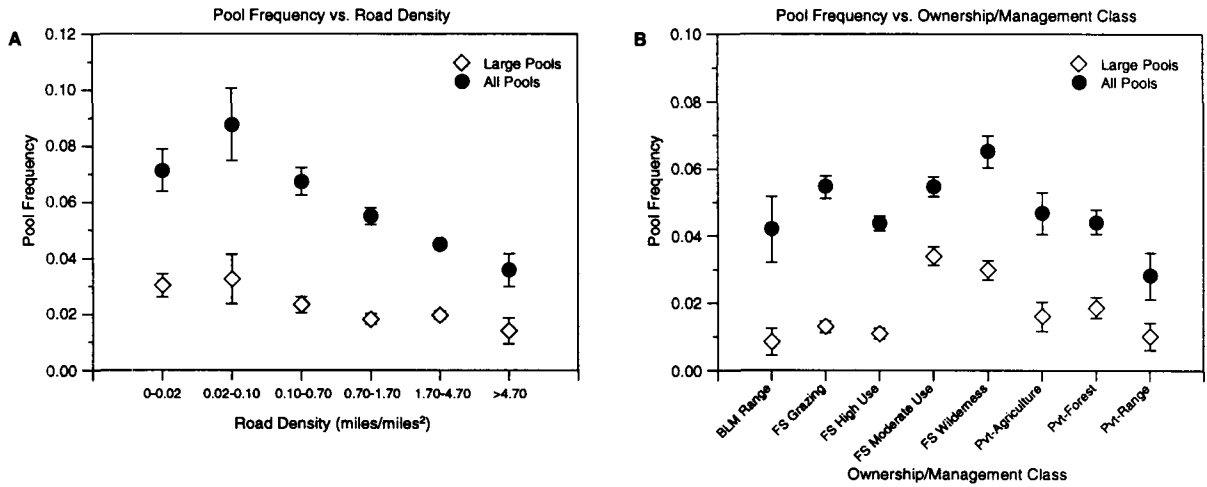 Pool Frequency vs. Road Density
A
0.12
0.10
0.08
0.06
0.04
0.02
0.00
Pool Frequency
Large Pools
All Pools
0-0.02
0.02-0.10
0.10-0.70
0.70-1.70
1.70-4.70
>4.70
Road Density (miles/miles²)
Pool Frequency vs. Ownership/Management Class
B
0.10
0.08
0.06
0.04
0.02
0.00
Pool Frequency
Large Pools
All Pools
BLM Range
FS Grazing
FS High Use
FS Moderate Use
FS Wilderness
Pvt-Agriculture
Pvt-Forest
Pvt-Range
Ownership/Management Class